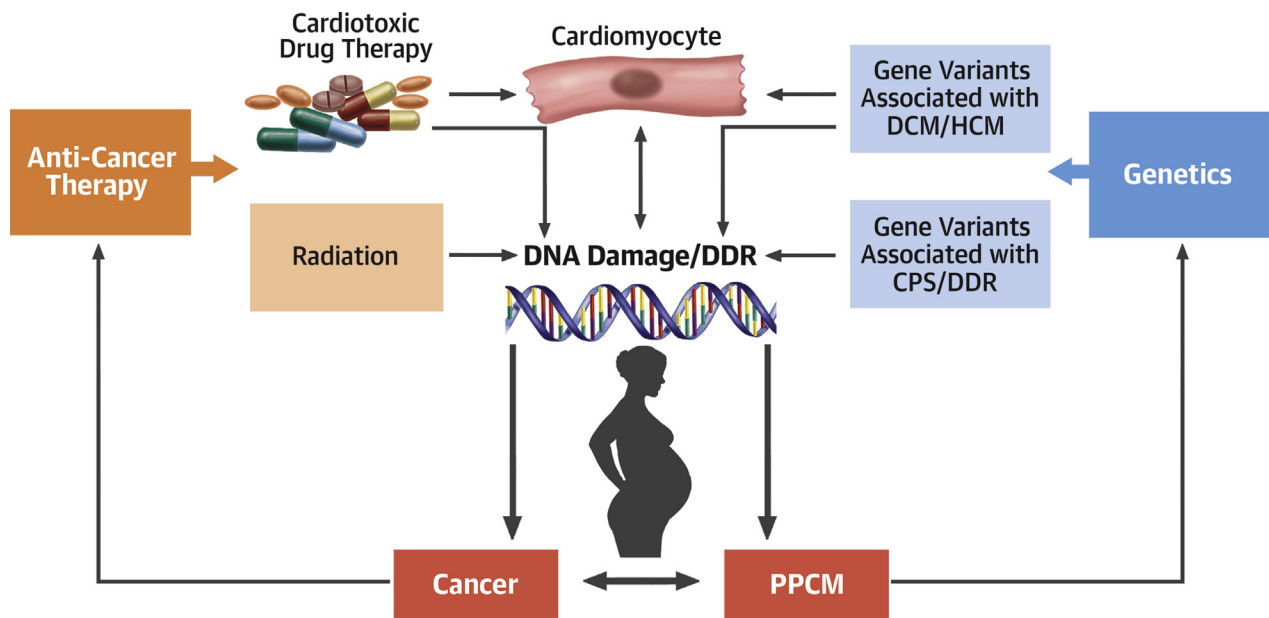 Cardiotoxic
Drug Therapy
Cardiomyocyte
Gene Variants
Associated with
DCM/HCM
Anti-Cancer
Therapy
Genetics
Radiation
DNA Damage/DDR
Gene Variants
Associated with
CPS/DDR
Cancer
PPCM